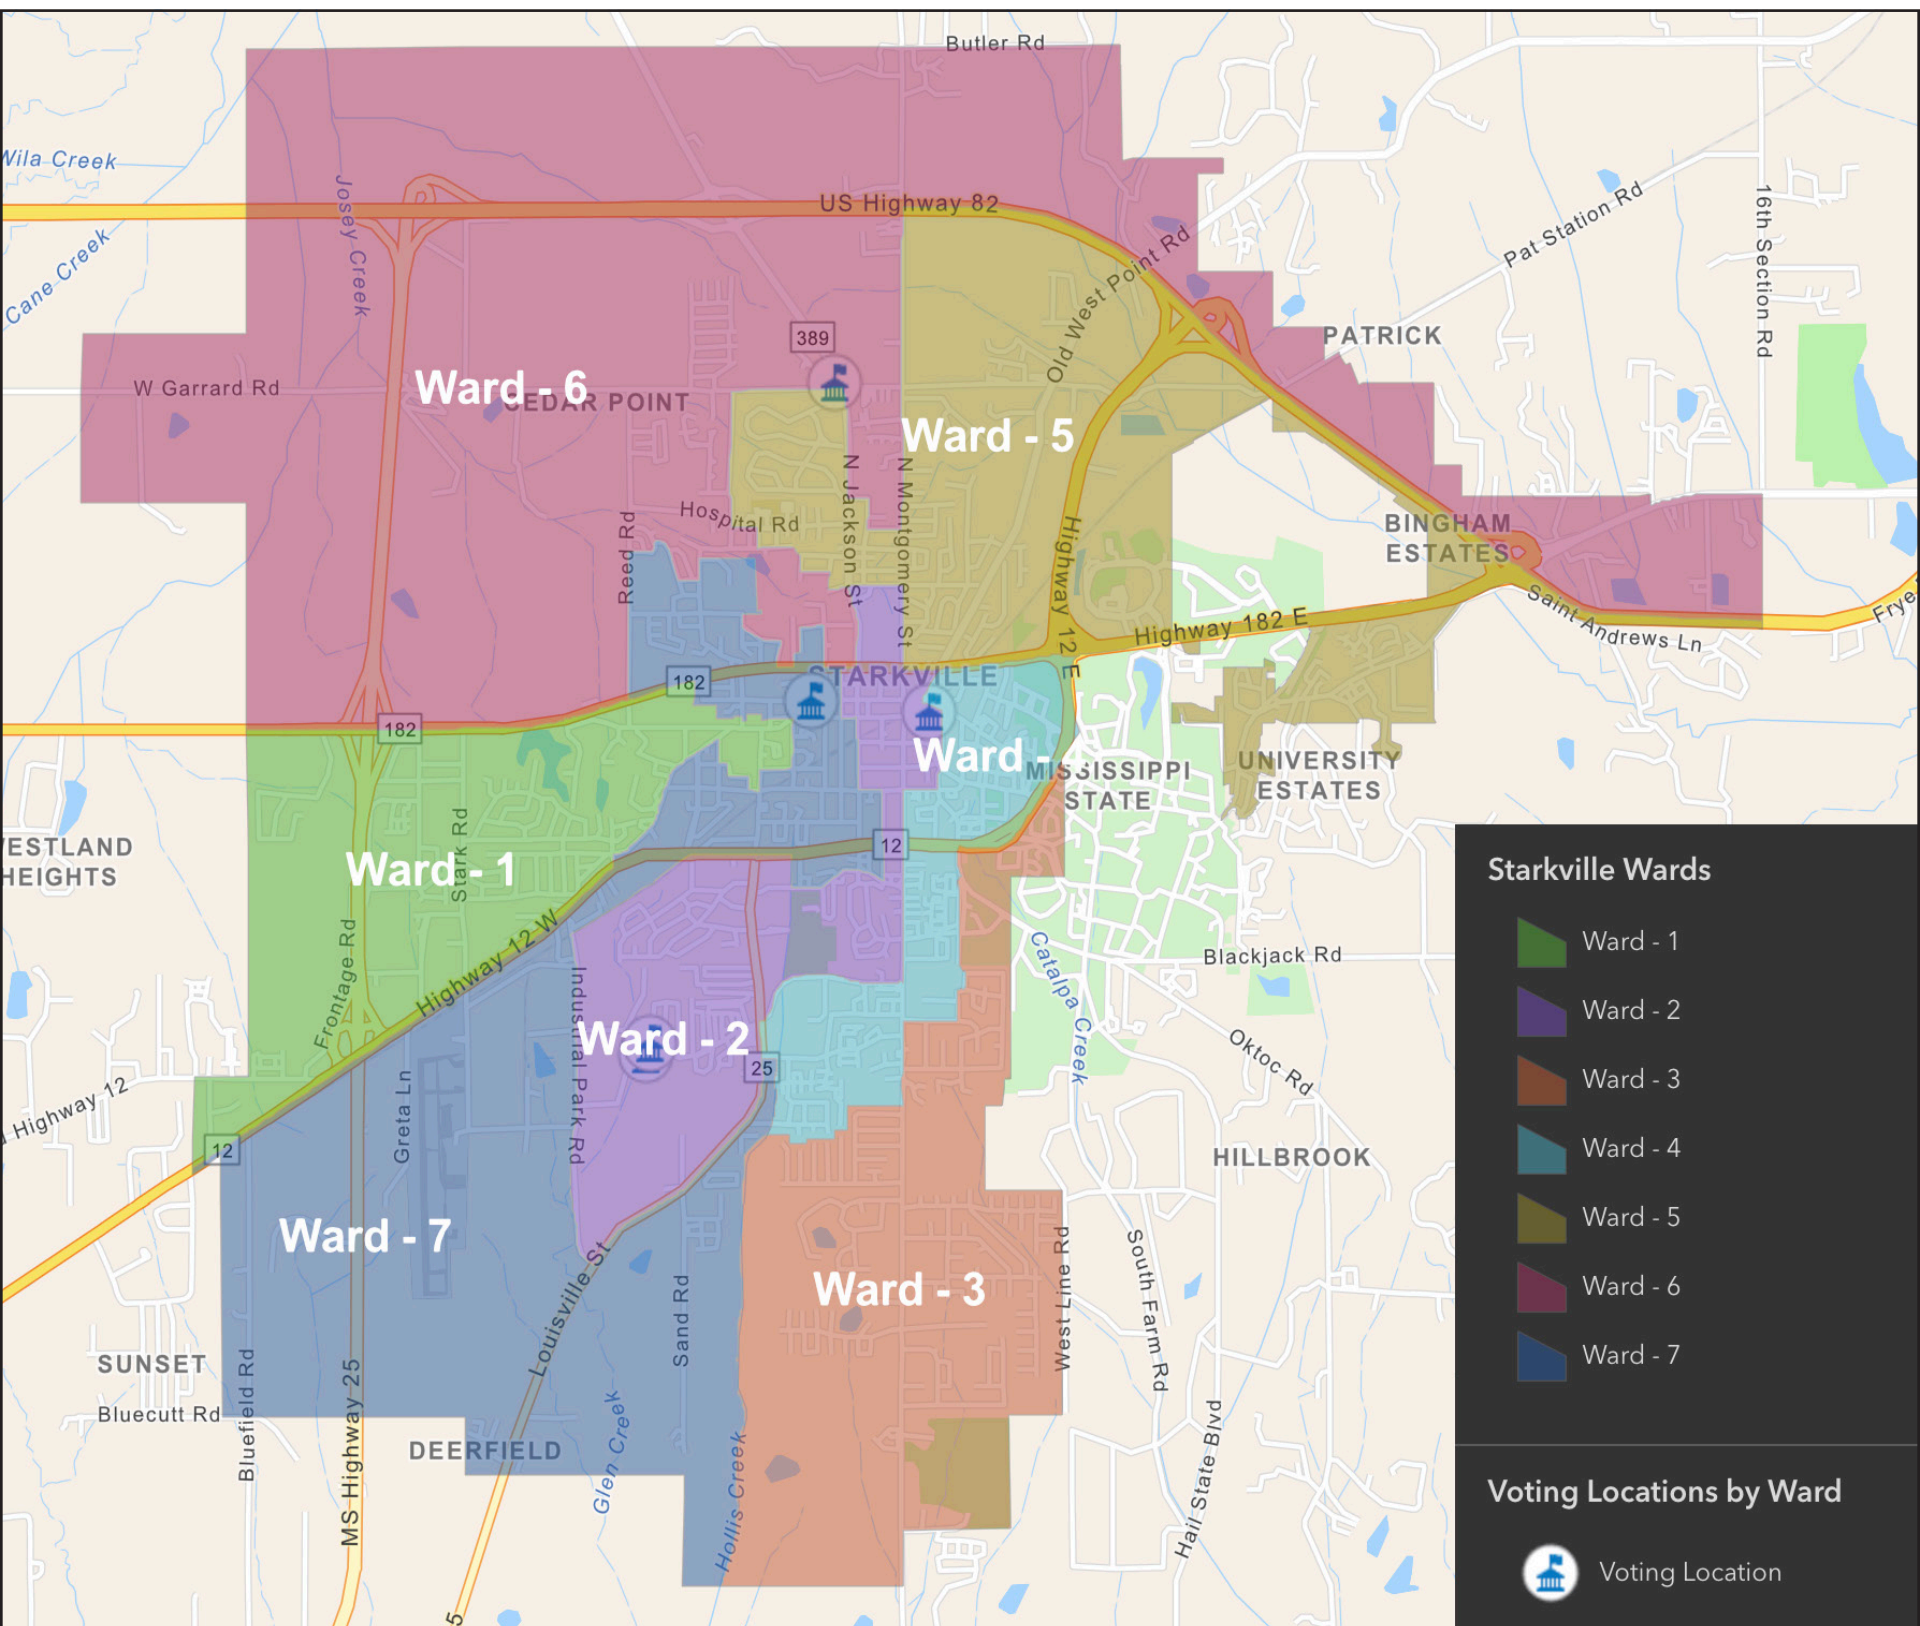 Butler Rd
Wila Creek
Josey Creek
US Highway 82
Cane Creek
Old West Point Rd
Pat Station Rd
16th Section Rd
PATRICK
389
W Garrard Rd
Ward - 6
CEDAR POINT
Ward - 5
N Jackson St
N Montgomery St
Hospital Rd
Reed Rd
Highway 12 E
BINGHAM
ESTATES
Highway 182 E
Saint Andrews Ln
Frye
182
STARKVILLE
182
Ward -
MISSISSIPPI
STATE
UNIVERSITY
ESTATES
WESTLAND
HEIGHTS
Stark Rd
Ward - 1
12
Frontage Rd
Highway 12 W
Industrial Park Rd
Catalpa Creek
Blackjack Rd
Ward - 2
25
Oktoc Rd
Highway 12
Greta Ln
12
HILLBROOK
Ward - 7
Louisville St
Sand Rd
Ward - 3
West Line Rd
South Farm Rd
SUNSET
Bluecutt Rd
Bluefield Rd
MS Highway 25
DEERFIELD
Glen Creek
Hollis Creek
Hail State Blvd
5
Starkville Wards
Ward - 1
Ward - 2
Ward - 3
Ward - 4
Ward - 5
Ward - 6
Ward - 7
Voting Locations by Ward
Voting Location